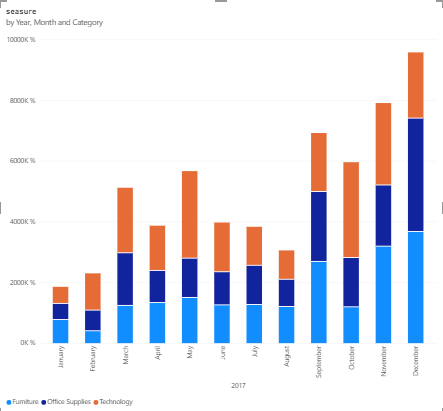 seasure
by Year, Month and Category
10000K %
8000K %
6000K %
4000K %
2000K %
0K %
January
February
March
April
May
June
July
August
September
October
November
December
2017
Furniture Office Supplies Technology